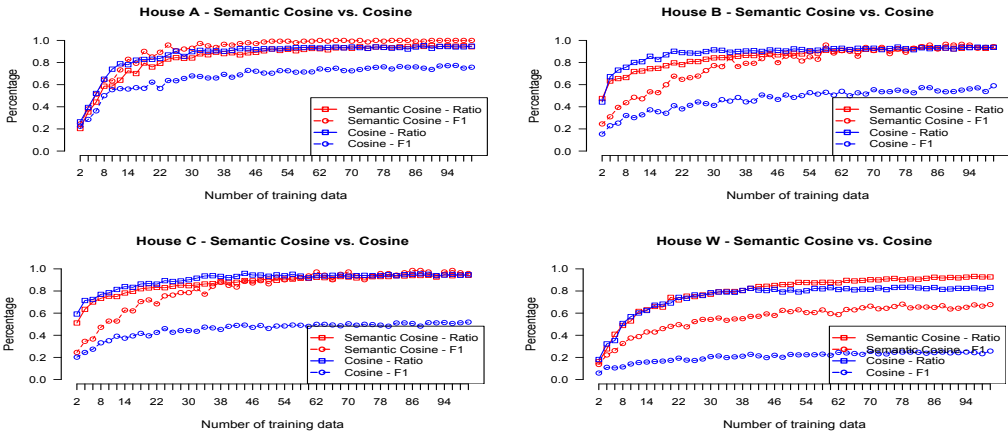 House A - Semantic Cosine vs. Cosine
Percentage
1.0
0.8
0.6
0.4
0.2
0.0
Semantic Cosine - Ratio
Semantic Cosine - F1
Cosine - Ratio
Cosine - F1
2 8 14 22 30 38 46 54 62 70 78 86 94
Number of training data
House B - Semantic Cosine vs. Cosine
Percentage
1.0
0.8
0.6
0.4
0.2
0.0
Semantic Cosine - Ratio
Semantic Cosine - F1
Cosine - Ratio
Cosine - F1
2 8 14 22 30 38 46 54 62 70 78 86 94
Number of training data
House C - Semantic Cosine vs. Cosine
Percentage
1.0
0.8
0.6
0.4
0.2
0.0
Semantic Cosine - Ratio
Semantic Cosine - F1
Cosine - Ratio
Cosine - F1
2 8 14 22 30 38 46 54 62 70 78 86 94
Number of training data
House W - Semantic Cosine vs. Cosine
Percentage
1.0
0.8
0.6
0.4
0.2
0.0
Semantic Cosine - Ratio
Semantic Cosine - F1
Cosine - Ratio
Cosine - F1
2 8 14 22 30 38 46 54 62 70 78 86 94
Number of training data